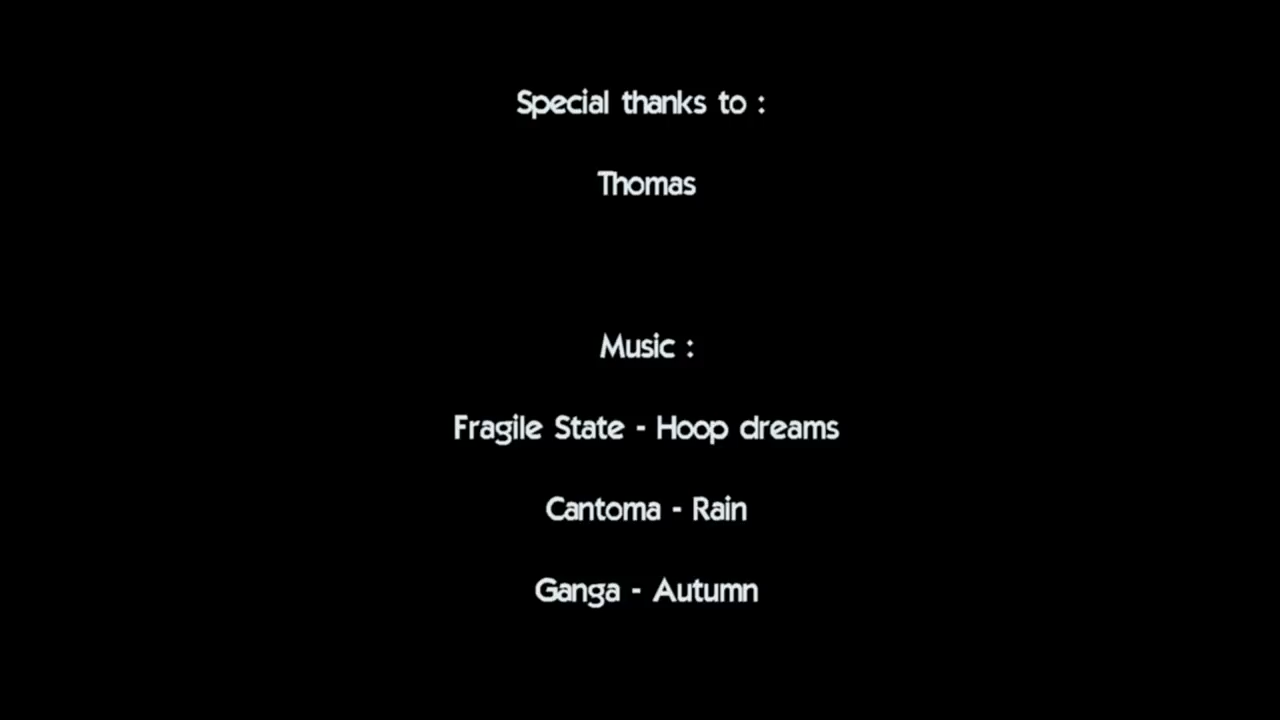 Special thanks to :
Thomas
Music :
Fragile State - Hoop dreams
Cantoma - Rain
Ganga - Autumn